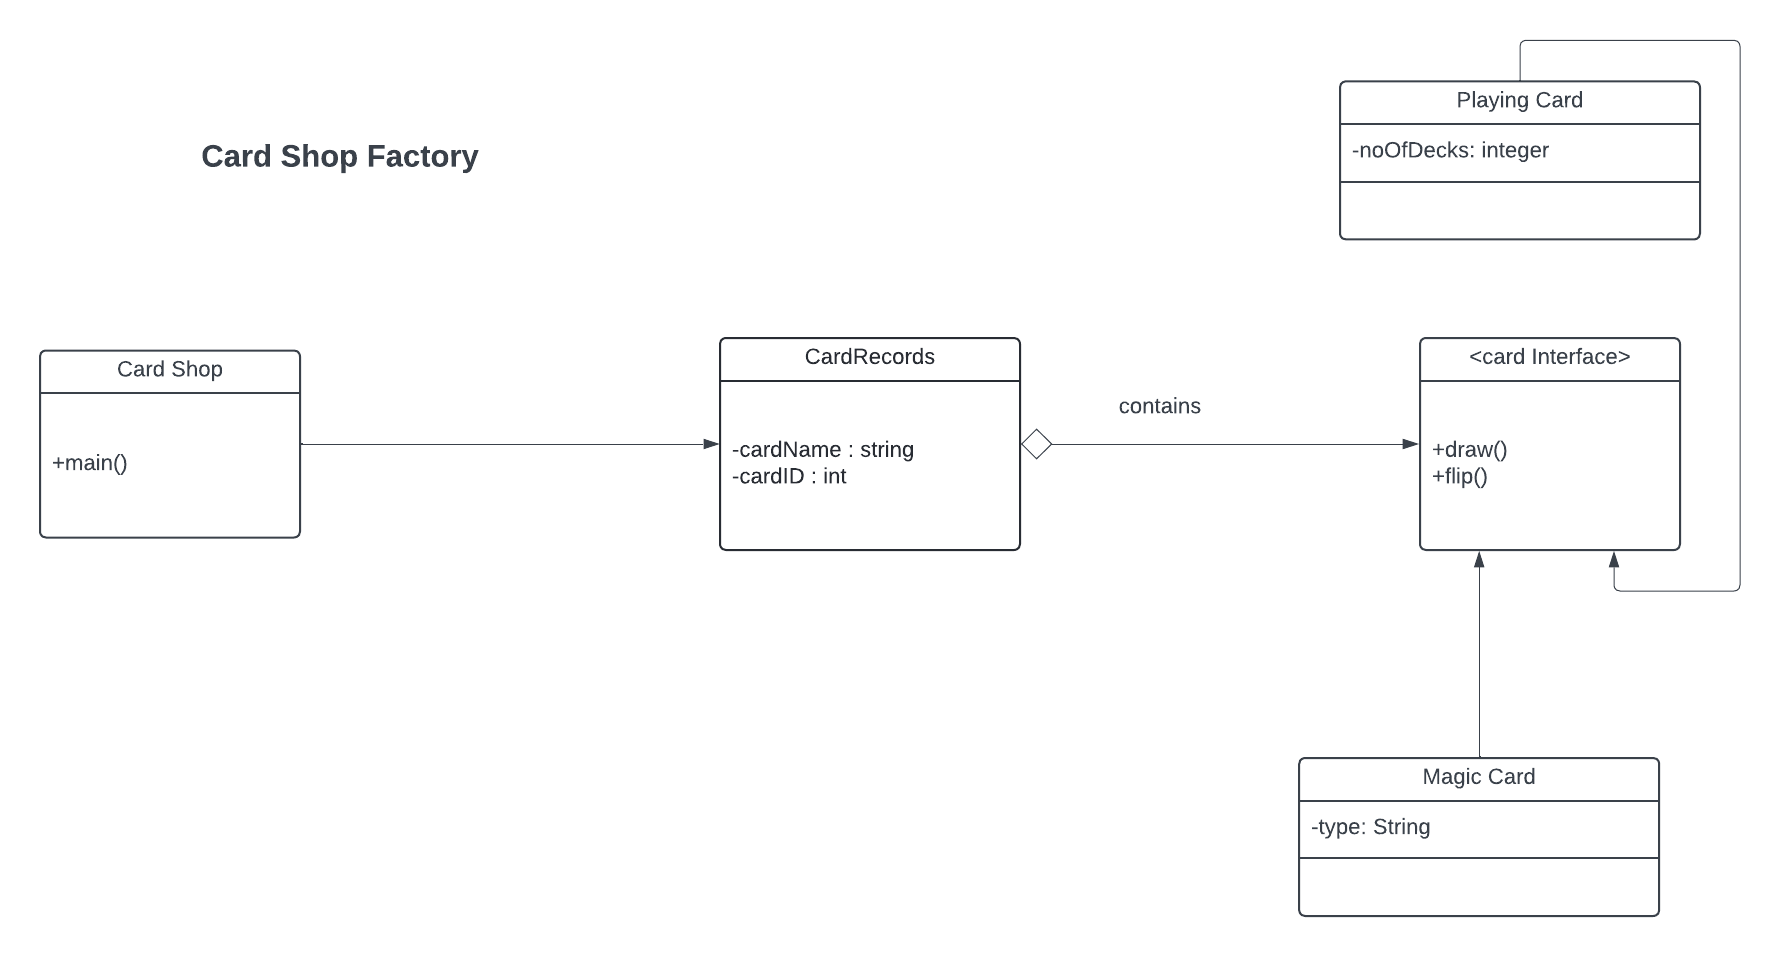 Playing Card
-noOfDecks: integer
Card Shop Factory
Card Shop
+main()
CardRecords
-cardName : string
-cardID : int
contains
<card Interface>
+draw()
+flip()
Magic Card
-type: String